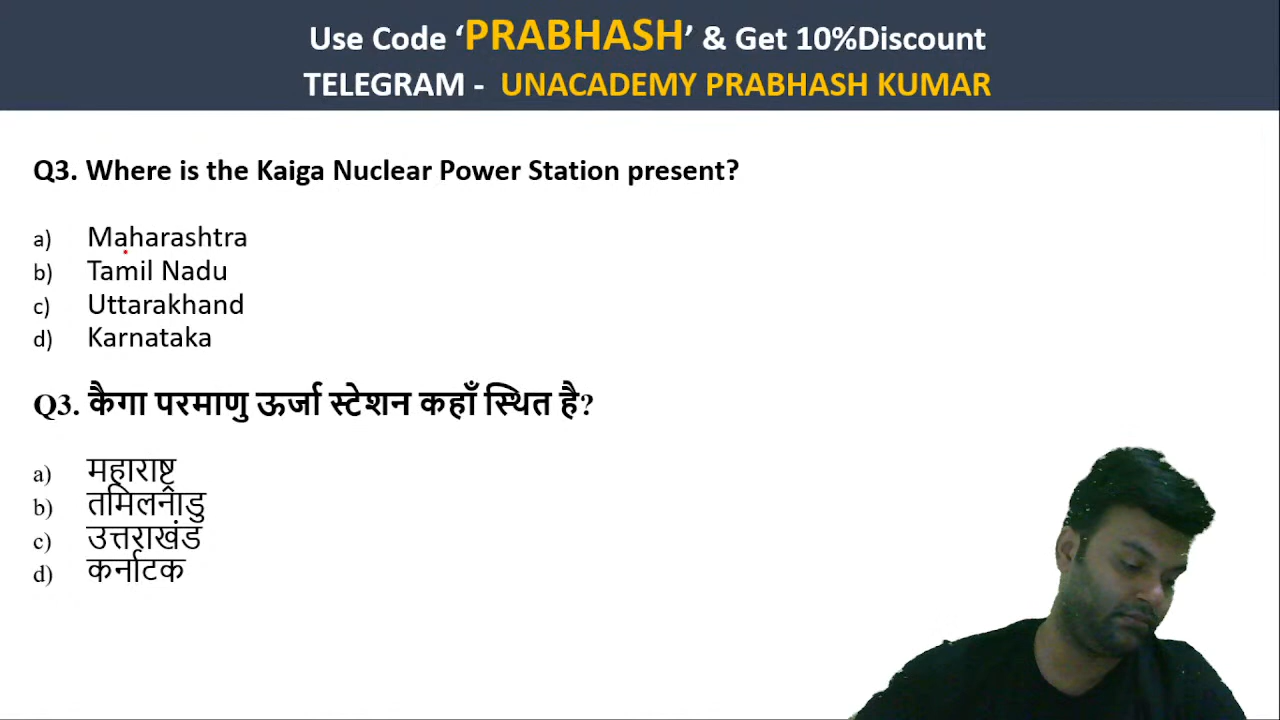 Use Code ‘PRABHASH’ & Get 10%Discount
TELEGRAM - UNACADEMY PRABHASH KUMAR
Q3. Where is the Kaiga Nuclear Power Station present?
a) Maharashtra
b) Tamil Nadu
c) Uttarakhand
d) Karnataka
Q3. कैगा परमाणु ऊर्जा स्टेशन कहाँ स्थित है?
a) महाराष्ट्र
b) तमिलनाडु
c) उत्तराखंड
d) कर्नाटक